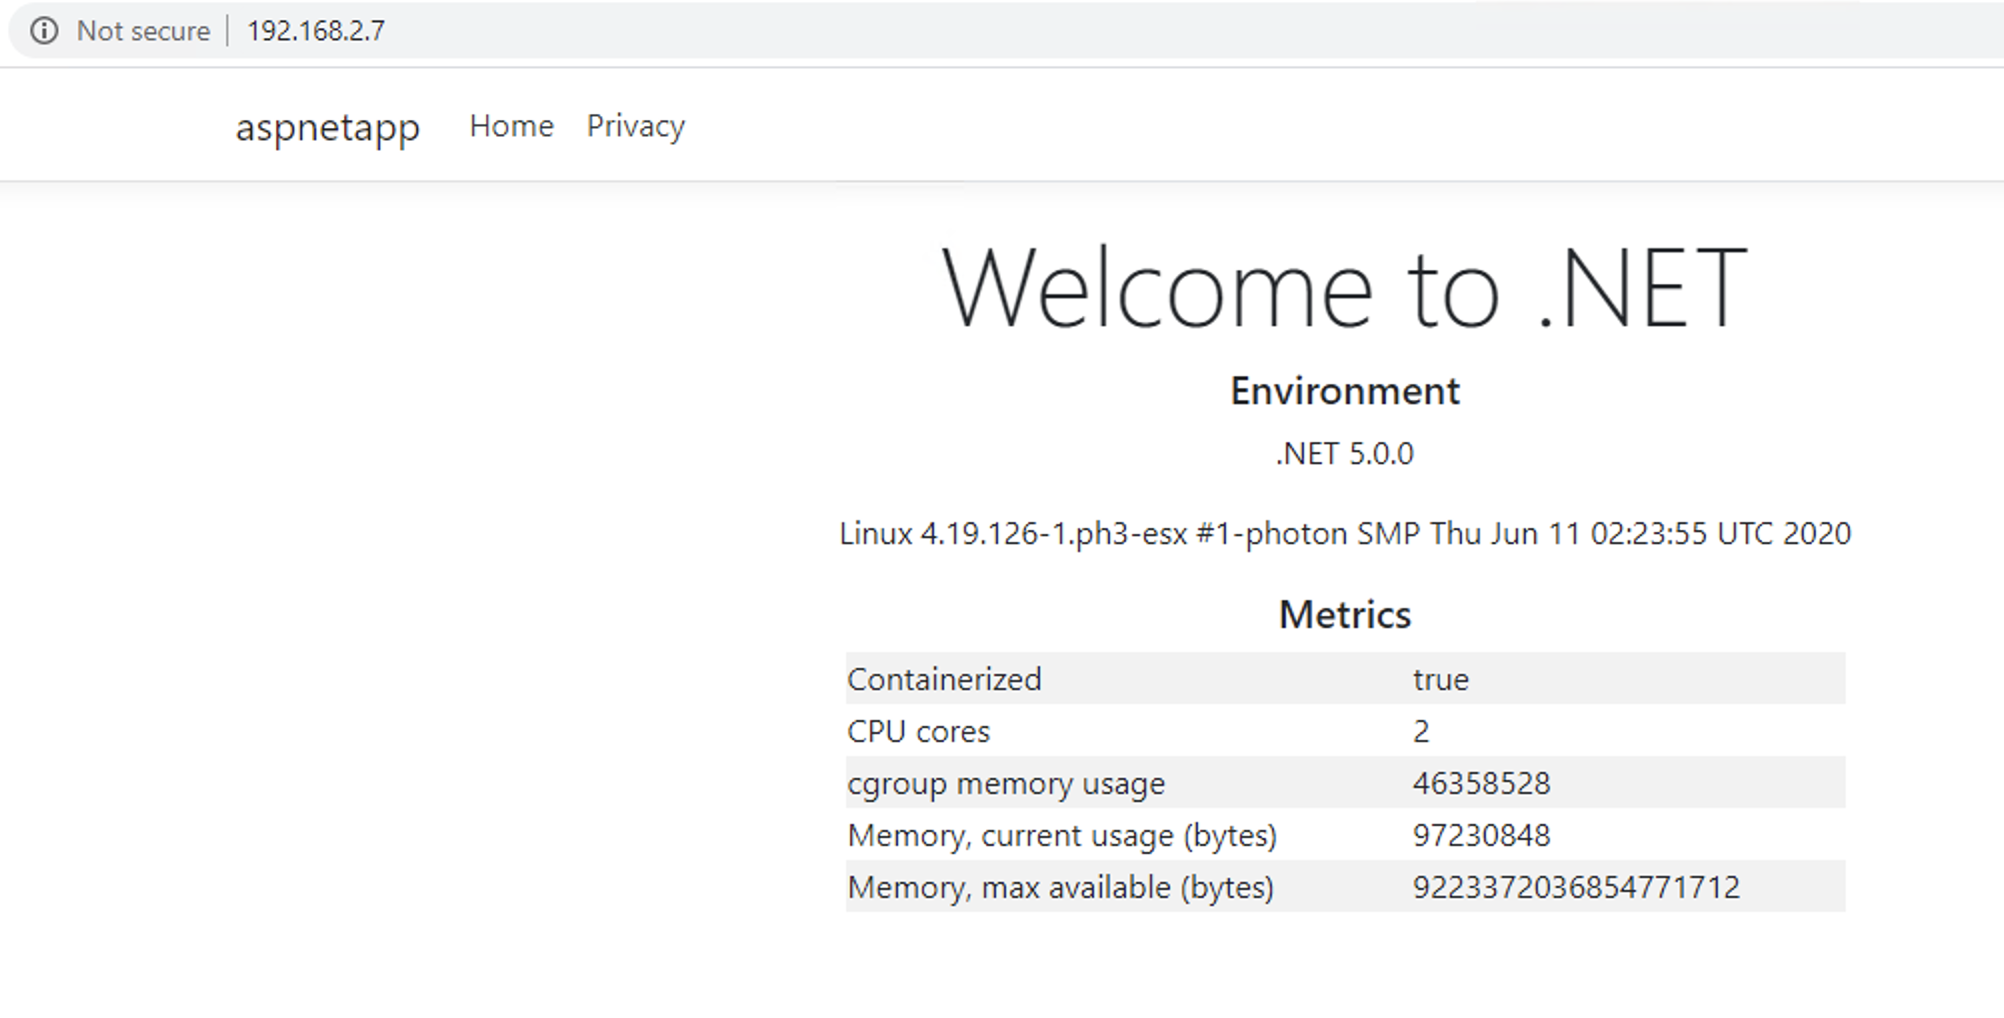 Not secure | 192.168.2.7
aspnetapp Home Privacy
Welcome to .NET
Environment
.NET 5.0.0
Linux 4.19.126-1.ph3-esx #1-photon SMP Thu Jun 11 02:23:55 UTC 2020
Metrics
Containerized true
CPU cores 2
cgroup memory usage 46358528
Memory, current usage (bytes) 97230848
Memory, max available (bytes) 9223372036854771712